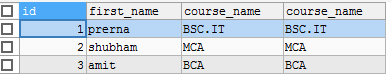 id first_name course_name course_name
1 prerna BSC.IT BSC.IT
2 shubham MCA MCA
3 amit BCA BCA